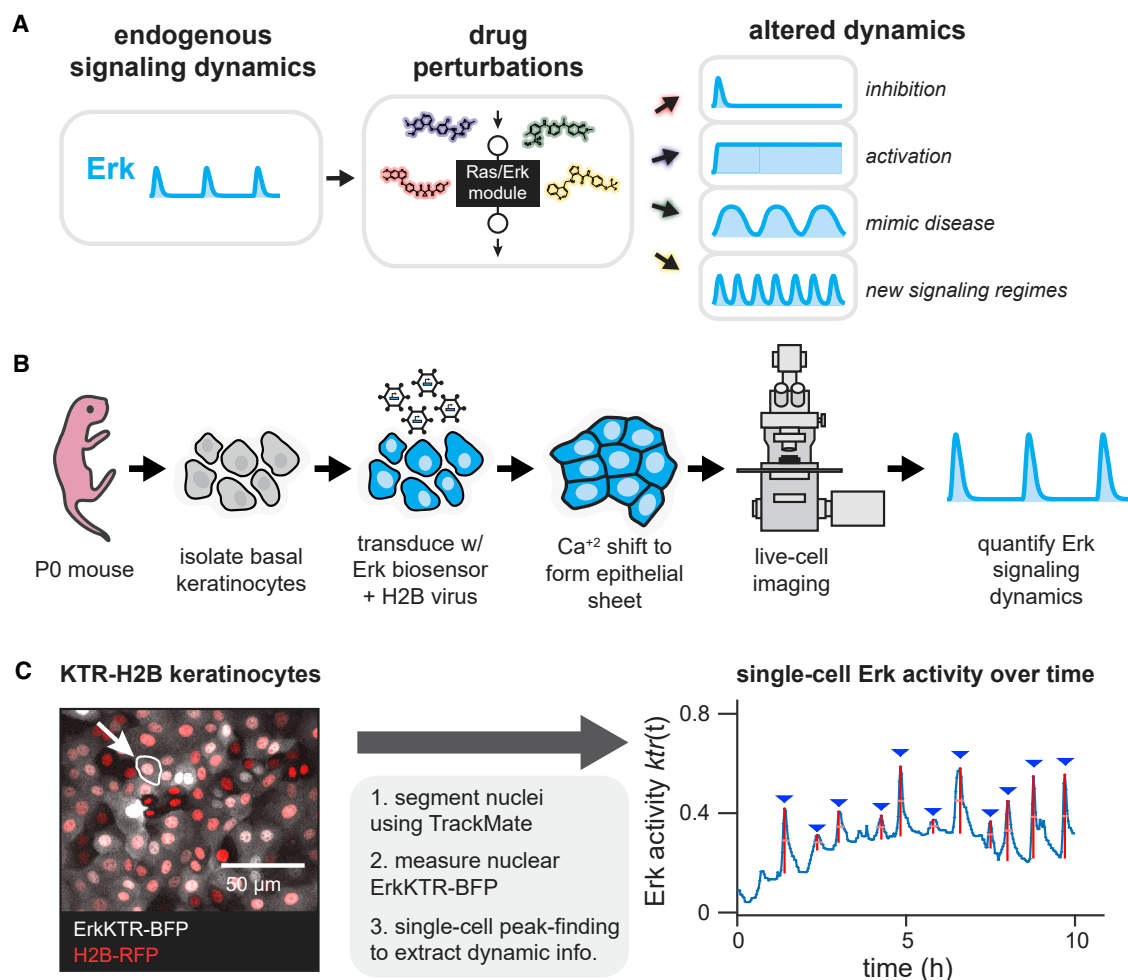 A
endogenous
signaling dynamics
drug
perturbations
altered dynamics
Erk
Ras/Erk
module
inhibition
activation
mimic disease
new signaling regimes
B
P0 mouse
isolate basal
keratinocytes
transduce w/
Erk biosensor
+ H2B virus
Ca+2 shift to
form epithelial
sheet
live-cell
imaging
quantify Erk
signaling
dynamics
C
KTR-H2B keratinocytes
50 µm
ErkKTR-BFP
H2B-RFP
1. segment nuclei
using TrackMate
2. measure nuclear
ErkKTR-BFP
3. single-cell peak-finding
to extract dynamic info.
single-cell Erk activity over time
Erk activity ktr(t)
0.8
0.4
0
0
5
10
time (h)